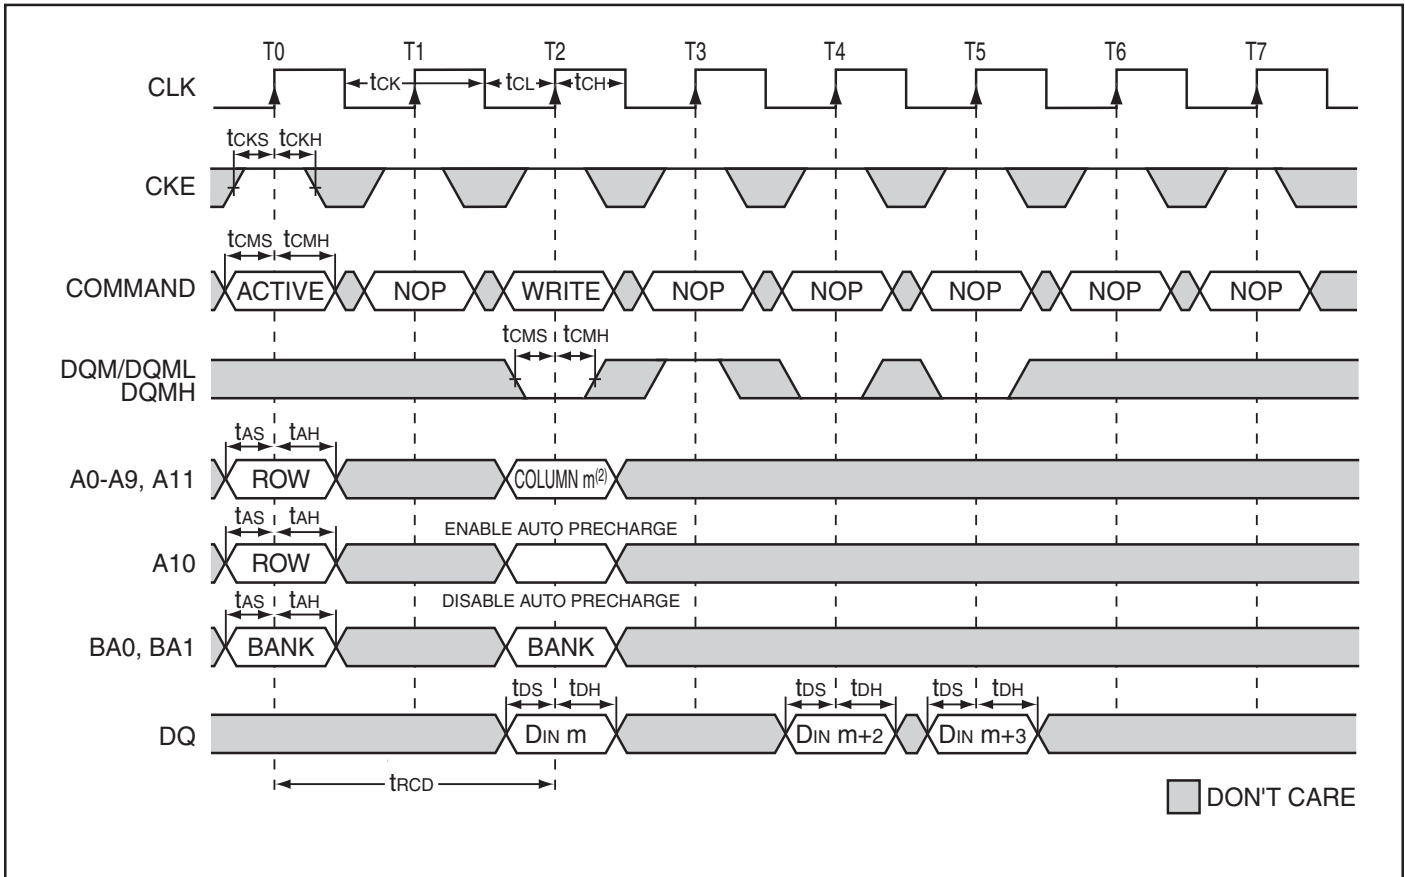 T0 T1 T2 T3 T4 T5 T6 T7
CLK
tCK tCL tCH
tCKS tCKH
CKE
tCMS tCMH
COMMAND ACTIVE NOP WRITE NOP NOP NOP NOP NOP
tCMS tCMH
DQM/DQML
DQMH
tAS tAH
A0-A9, A11 ROW COLUMN m(2)
tAS tAH ENABLE AUTO PRECHARGE
A10 ROW
tAS tAH DISABLE AUTO PRECHARGE
BA0, BA1 BANK BANK
tDS tDH tDS tDH tDS tDH
DQ DIN m DIN m+2 DIN m+3
tRCD
DON'T CARE